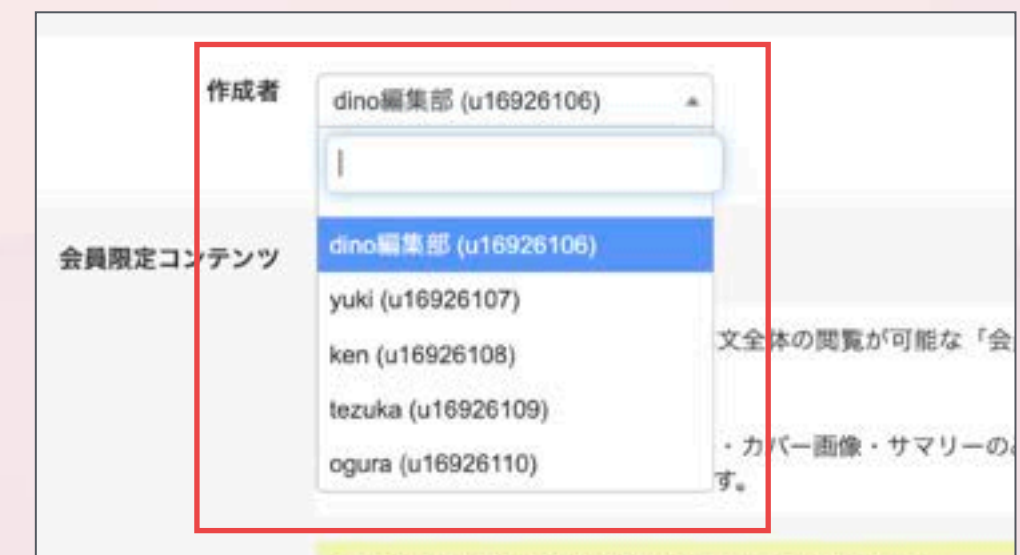 作成者
dino編集部 (u16926106)
dino編集部 (u16926106)
会員限定コンテンツ
yuki (u16926107)
文全体の閲覧が可能な「会
ken (u16926108)
tezuka (u16926109)
・カバー画像・サマリーの
ogura (u16926110)
す。